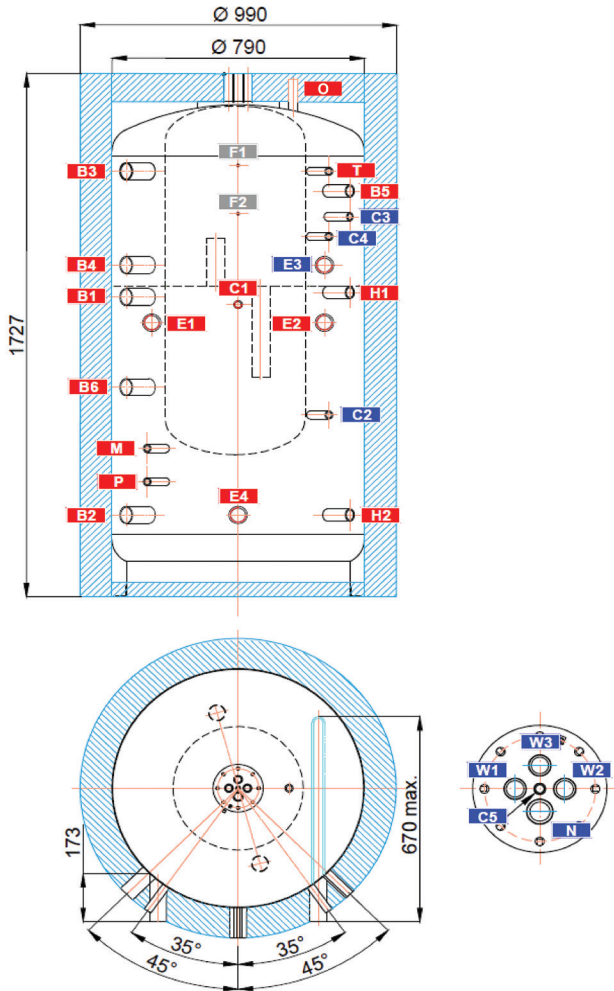 Ø 990
Ø 790
O
F1
B3
T
B5
F2
C3
C4
B4
E3
B1
C1
H1
1727
E1
E2
B6
C2
M
P
E4
B2
H2
W3
W1
W2
C5
N
173
670 max.
35°
35°
45°
45°